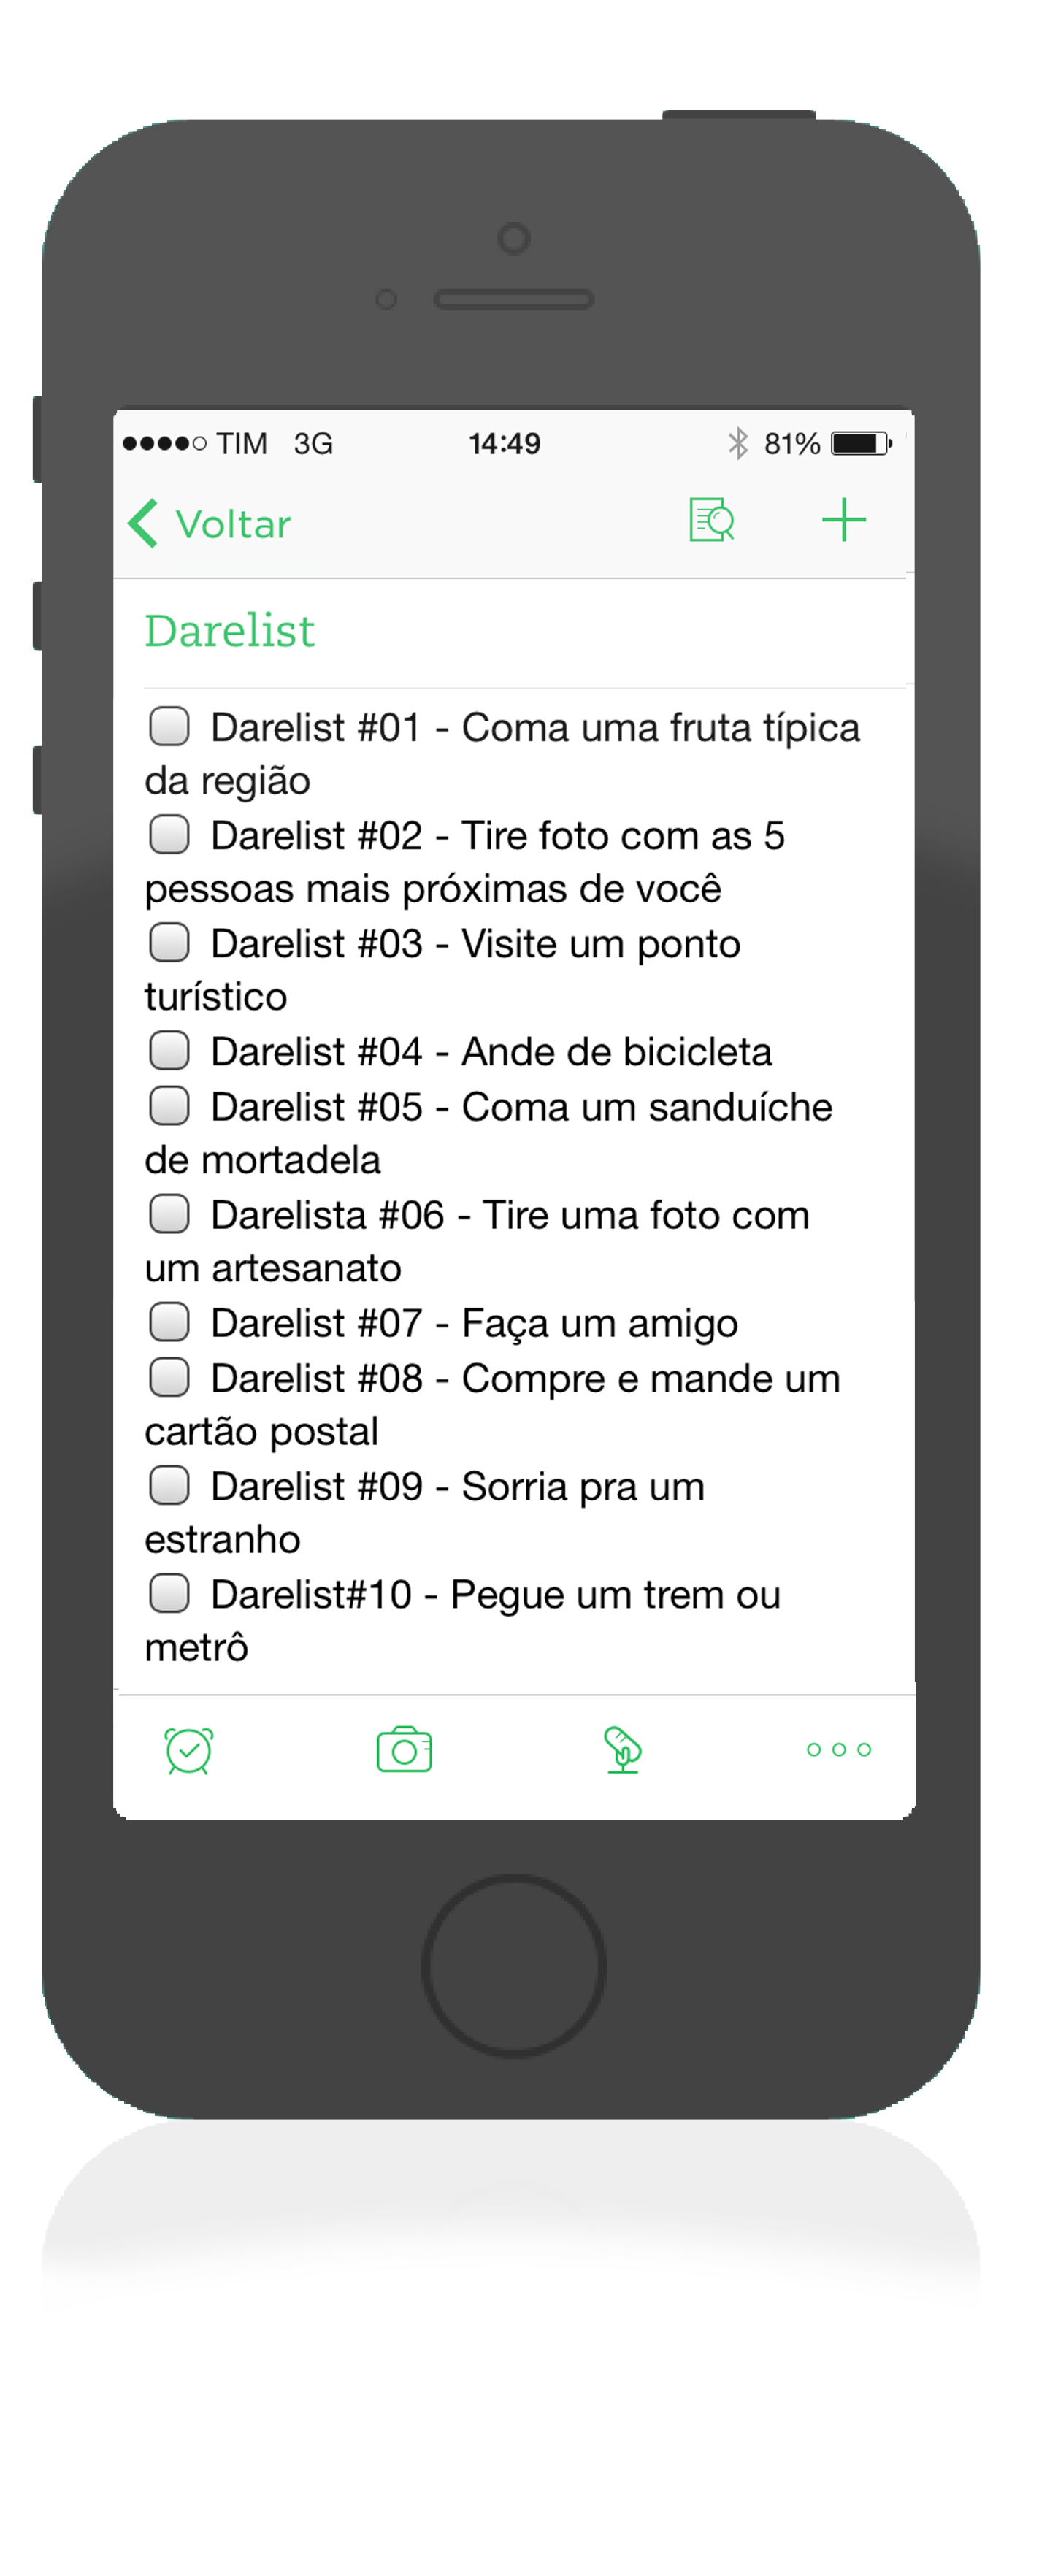 TIM 3G 14:49 81%
Voltar
Darelist
Darelist #01 - Coma uma fruta típica
da região
Darelist #02 - Tire foto com as 5
pessoas mais próximas de você
Darelist #03 - Visite um ponto
turístico
Darelist #04 - Ande de bicicleta
Darelist #05 - Coma um sanduíche
de mortadela
Darelista #06 - Tire uma foto com
um artesanato
Darelist #07 - Faça um amigo
Darelist #08 - Compre e mande um
cartão postal
Darelist #09 - Sorria pra um
estranho
Darelist#10 - Pegue um trem ou
metrô